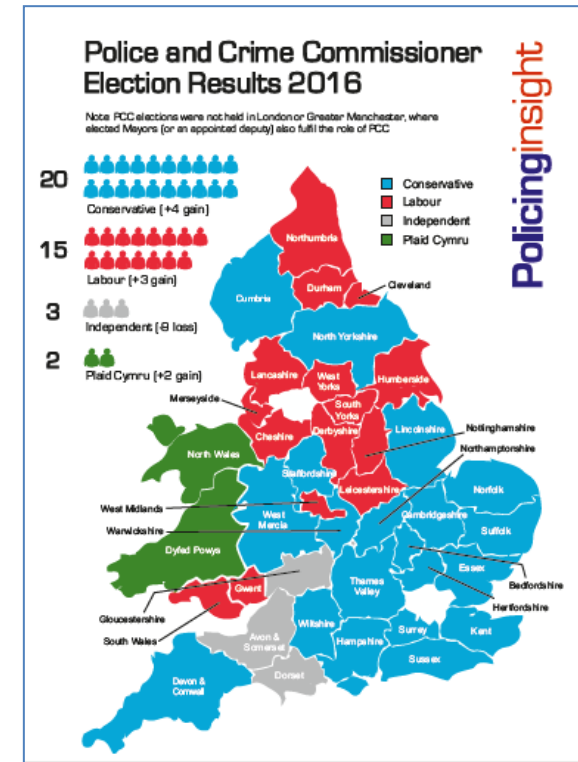 Police and Crime Commissioner
Election Results 2016
Note PCC elections were not held in London or Greater Manchester, where
elected Mayors (or an appointed deputy) also fulfil the role of PCC
Policinginsight
20
Conservative (+4 gain)
15
Labour (+3 gain)
3
Independent (-9 loss)
2
Plaid Cymru (+2 gain)
Conservative
Labour
Independent
Plaid Cymru
Northumbria
Durham
Cleveland
Cumbria
North Yorkshire
Lancashire
West
Yorks
Humberside
Merseyside
South
Yorks
Cheshire
Derbyshire
Lincolnshire
Nottinghamshire
Northamptonshire
North Wales
Staffordshire
Leicestershire
Norfolk
West Midlands
West
Mercia
Cambridgeshire
Suffolk
Warwickshire
Dyfed Powys
Essex
Bedfordshire
Hertfordshire
Gwent
Thames
Valley
Gloucestershire
South Wales
Avon &
Somerset
Wiltshire
Surrey
Kent
Hampshire
Sussex
Dorset
Devon &
Cornwall